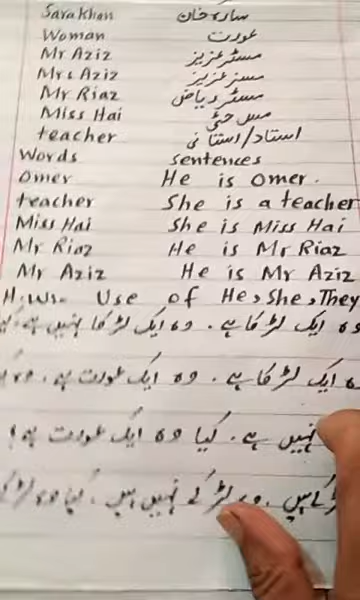 Sara Khan سارہ خان
Woman عورت
Mr Aziz مسٹر عزیز
Mrs Aziz مسز عزیز
Mr Riaz مسٹر ریاض
Miss Hai مس حئی
teacher استاد/استانی
Words Sentences
Omer He is Omer.
teacher She is a teacher
Miss Hai She is Miss Hai
Mr Riaz He is Mr Riaz
Mr Aziz He is Mr Aziz
H.W. Use of He, She, They
وہ ایک لڑکا ہے۔ وہ ایک لڑکا نہیں ہے۔
وہ ایک لڑکا ہے۔ وہ ایک عورت ہے۔
نہیں ہے۔ کیا وہ ایک عورت ہے؟
وہ لڑکے نہیں ہیں۔ کیا وہ